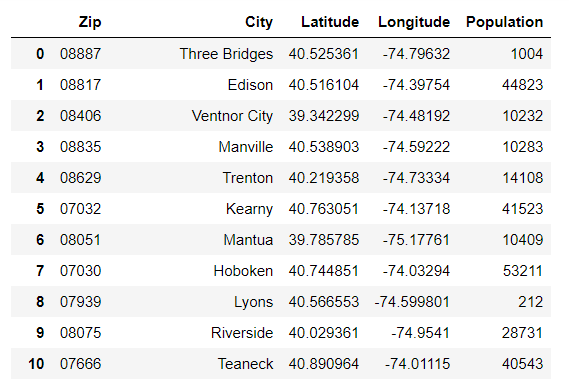 Zip City Latitude Longitude Population
0 08887 Three Bridges 40.525361 -74.79632 1004
1 08817 Edison 40.516104 -74.39754 44823
2 08406 Ventnor City 39.342299 -74.48192 10232
3 08835 Manville 40.538903 -74.59222 10283
4 08629 Trenton 40.219358 -74.73334 14108
5 07032 Kearny 40.763051 -74.13718 41523
6 08051 Mantua 39.785785 -75.17761 10409
7 07030 Hoboken 40.744851 -74.03294 53211
8 07939 Lyons 40.566553 -74.599801 212
9 08075 Riverside 40.029361 -74.9541 28731
10 07666 Teaneck 40.890964 -74.01115 40543